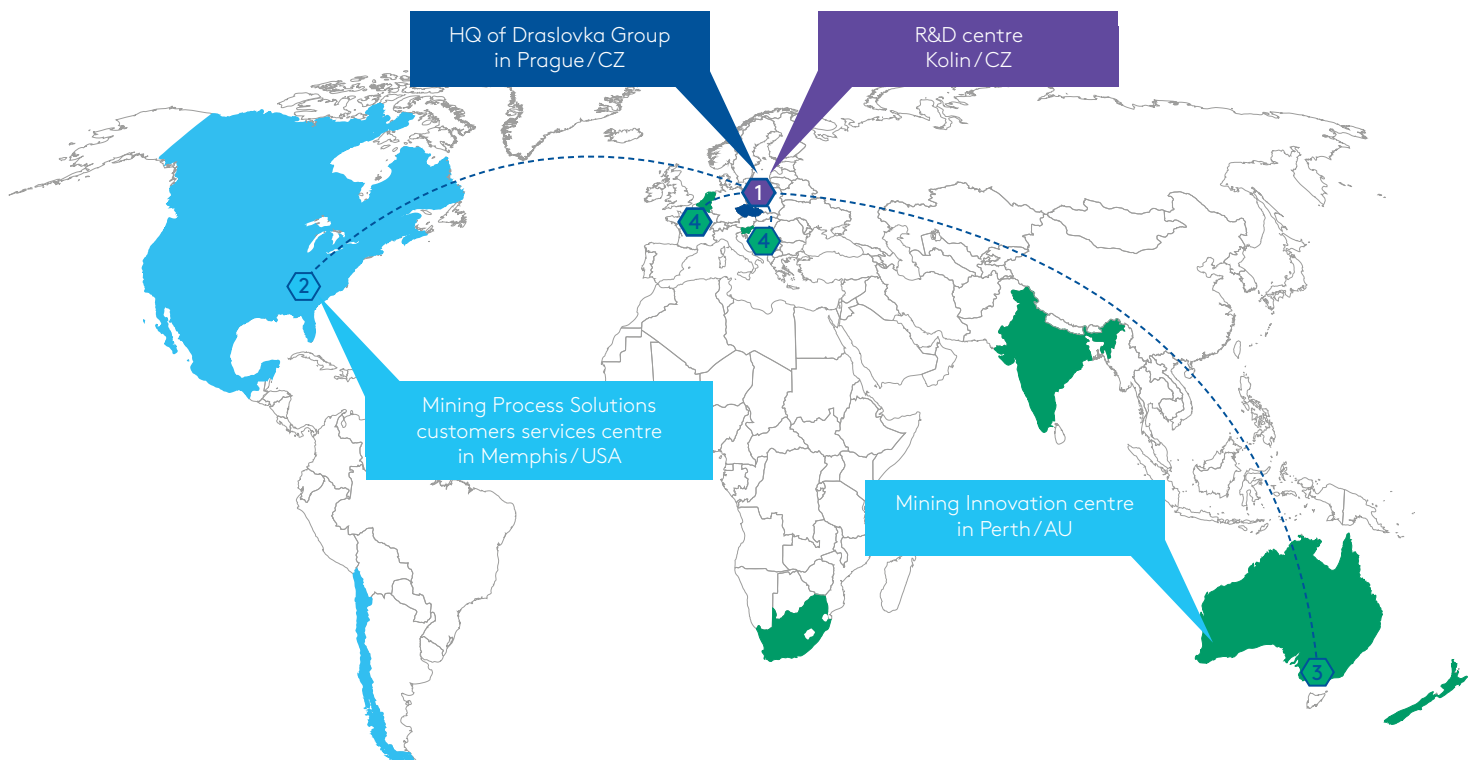 HQ of Draslovka Group
in Prague/CZ
R&D centre
Kolin/CZ
1
4
4
2
Mining Process Solutions
customers services centre
in Memphis/USA
Mining Innovation centre
in Perth/AU
3